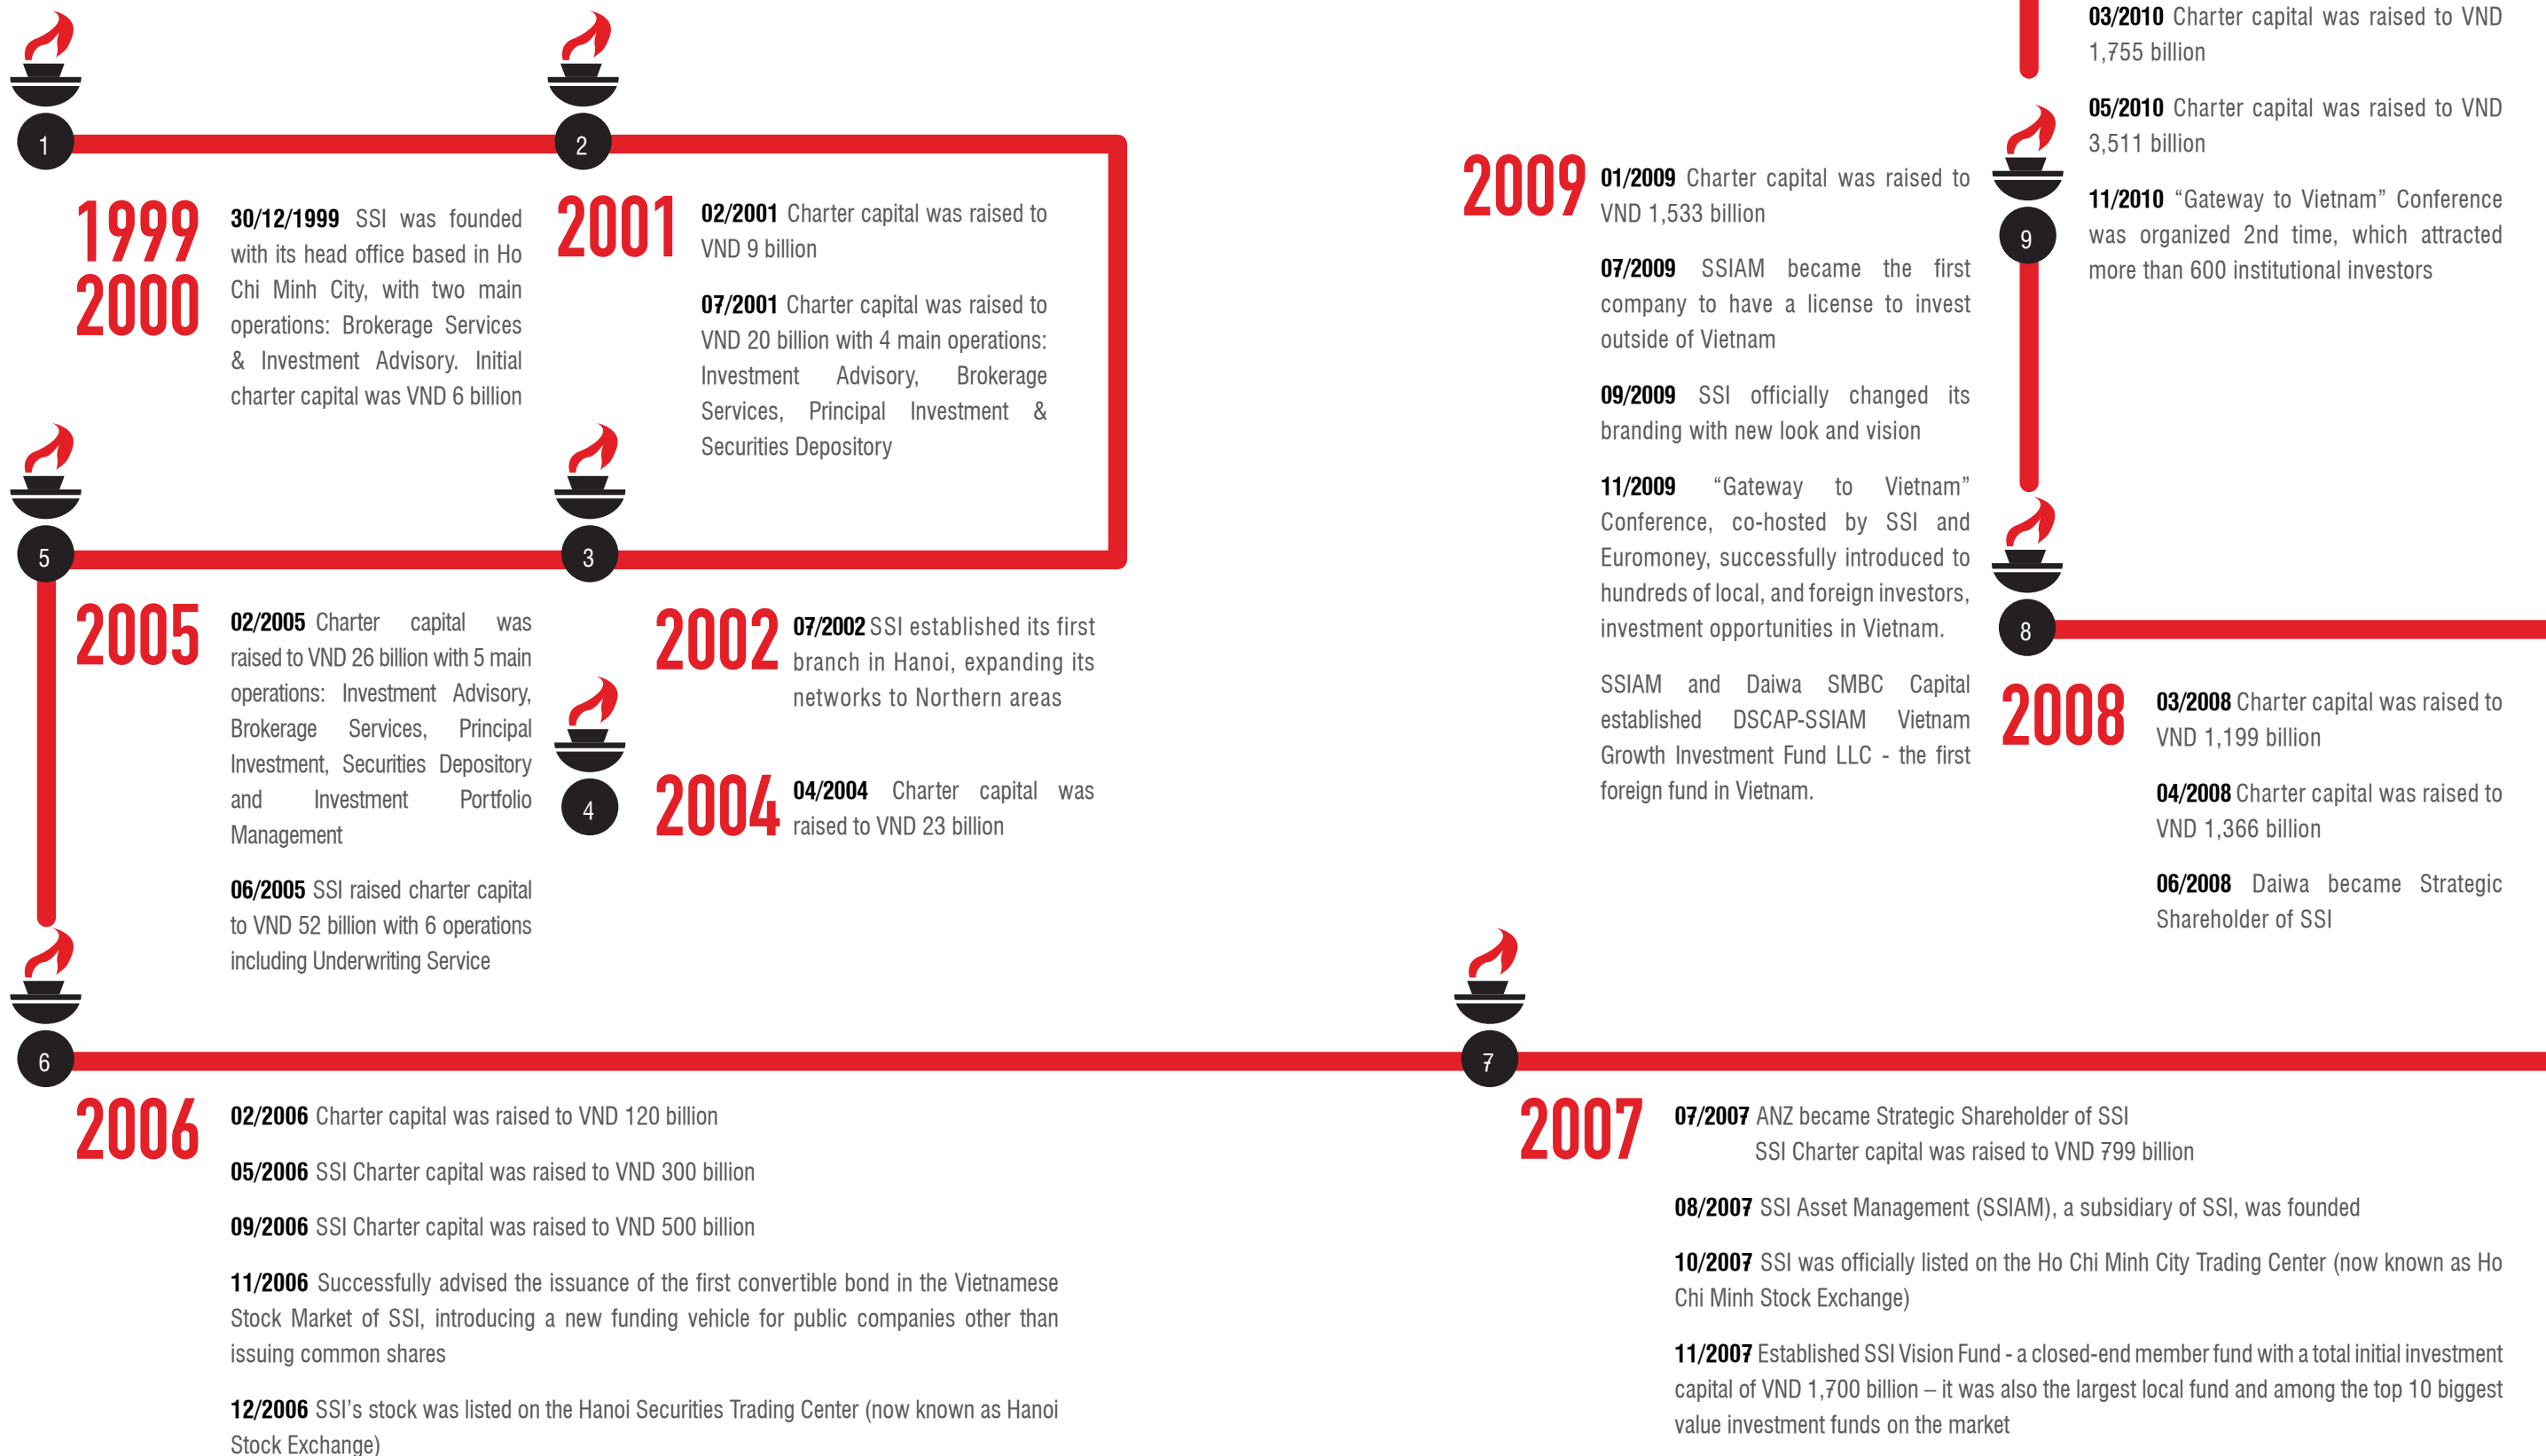 1
2
1999
2000
30/12/1999 SSI was founded
with its head office based in Ho
Chi Minh City, with two main
operations: Brokerage Services
& Investment Advisory. Initial
charter capital was VND 6 billion
2001
02/2001 Charter capital was raised to
VND 9 billion
07/2001 Charter capital was raised to
VND 20 billion with 4 main operations:
Investment Advisory, Brokerage
Services, Principal Investment &
Securities Depository
5
3
2005
02/2005 Charter capital was
raised to VND 26 billion with 5 main
operations: Investment Advisory,
Brokerage Services, Principal
Investment, Securities Depository
and Investment Portfolio
Management
06/2005 SSI raised charter capital
to VND 52 billion with 6 operations
including Underwriting Service
2002
07/2002 SSI established its first
branch in Hanoi, expanding its
networks to Northern areas
4
2004
04/2004 Charter capital was
raised to VND 23 billion
6
2006
02/2006 Charter capital was raised to VND 120 billion
05/2006 SSI Charter capital was raised to VND 300 billion
09/2006 SSI Charter capital was raised to VND 500 billion
11/2006 Successfully advised the issuance of the first convertible bond in the Vietnamese
Stock Market of SSI, introducing a new funding vehicle for public companies other than
issuing common shares
12/2006 SSI's stock was listed on the Hanoi Securities Trading Center (now known as Hanoi
Stock Exchange)
7
2007
07/2007 ANZ became Strategic Shareholder of SSI
SSI Charter capital was raised to VND 799 billion
08/2007 SSI Asset Management (SSIAM), a subsidiary of SSI, was founded
10/2007 SSI was officially listed on the Ho Chi Minh City Trading Center (now known as Ho
Chi Minh Stock Exchange)
11/2007 Established SSI Vision Fund - a closed-end member fund with a total initial investment
capital of VND 1,700 billion – it was also the largest local fund and among the top 10 biggest
value investment funds on the market
8
2008
03/2008 Charter capital was raised to
VND 1,199 billion
04/2008 Charter capital was raised to
VND 1,366 billion
06/2008 Daiwa became Strategic
Shareholder of SSI
2009
01/2009 Charter capital was raised to
VND 1,533 billion
07/2009 SSIAM became the first
company to have a license to invest
outside of Vietnam
09/2009 SSI officially changed its
branding with new look and vision
11/2009 “Gateway to Vietnam”
Conference, co-hosted by SSI and
Euromoney, successfully introduced to
hundreds of local, and foreign investors,
investment opportunities in Vietnam.
SSIAM and Daiwa SMBC Capital
established DSCAP-SSIAM Vietnam
Growth Investment Fund LLC - the first
foreign fund in Vietnam.
9
03/2010 Charter capital was raised to VND
1,755 billion
05/2010 Charter capital was raised to VND
3,511 billion
11/2010 “Gateway to Vietnam” Conference
was organized 2nd time, which attracted
more than 600 institutional investors